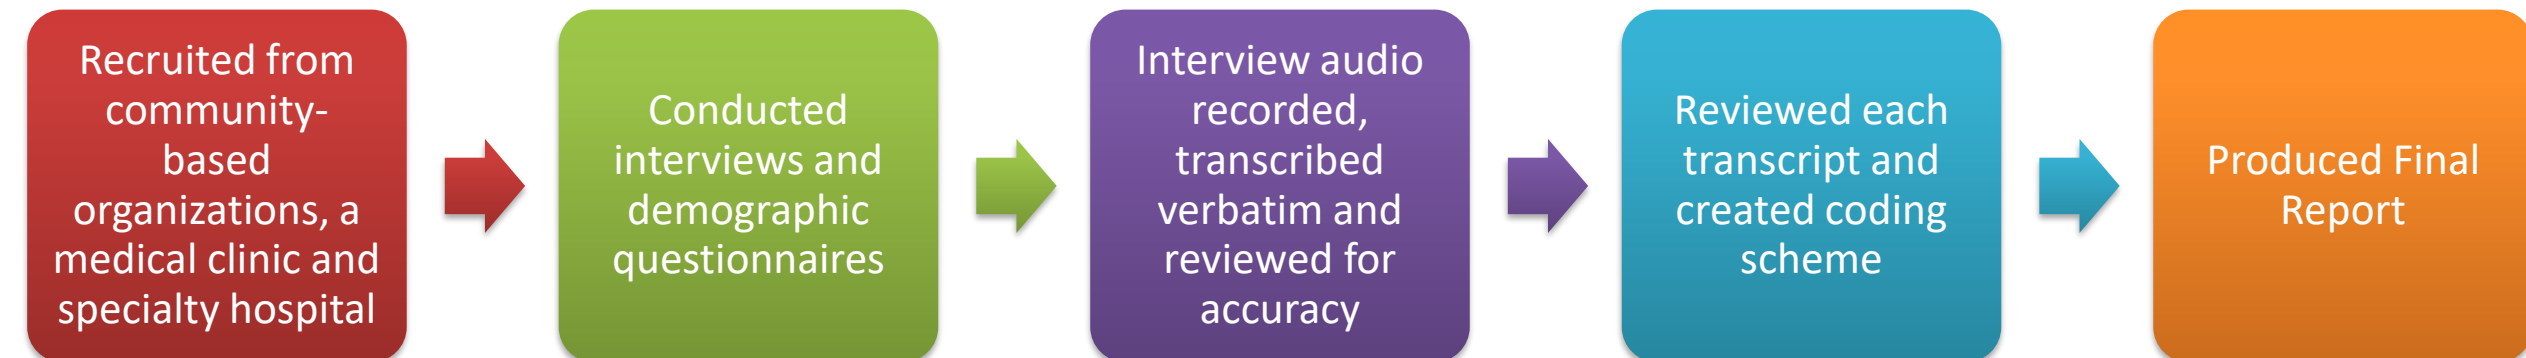 Recruited from
community-
based
organizations, a
medical clinic and
specialty hospital
Conducted
interviews and
demographic
questionnaires
Interview audio
recorded,
transcribed
verbatim and
reviewed for
accuracy
Reviewed each
transcript and
created coding
scheme
Produced Final
Report